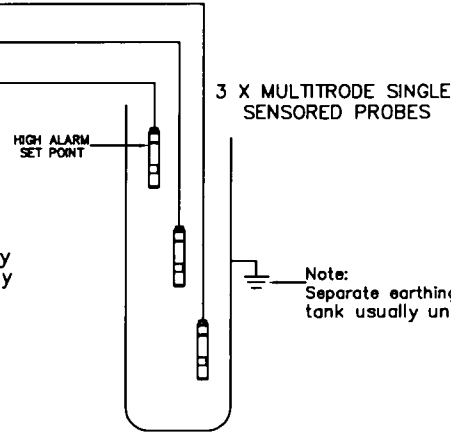 3 X MULTITRODE SINGLE
SENSORED PROBES
HIGH ALARM
SET POINT
y
y
Note:
Separate earthing
tank usually un